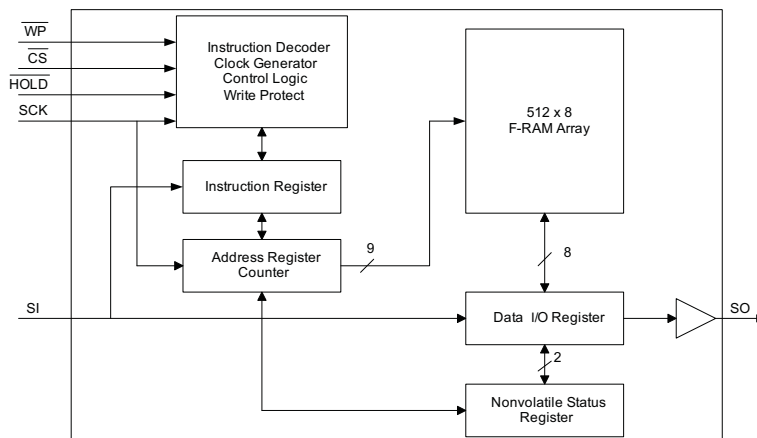 WP
CS
HOLD
SCK
Instruction Decoder
Clock Generator
Control Logic
Write Protect
512 x 8
F-RAM Array
Instruction Register
Address Register
Counter
9
8
SI
Data I/O Register
SO
2
Nonvolatile Status
Register